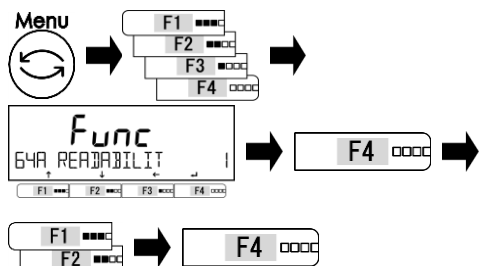 Menu
F1
F2
F3
F4
Func
64A READABILIT 1
F1 F2 F3 F4
F4
F1
F2
F4